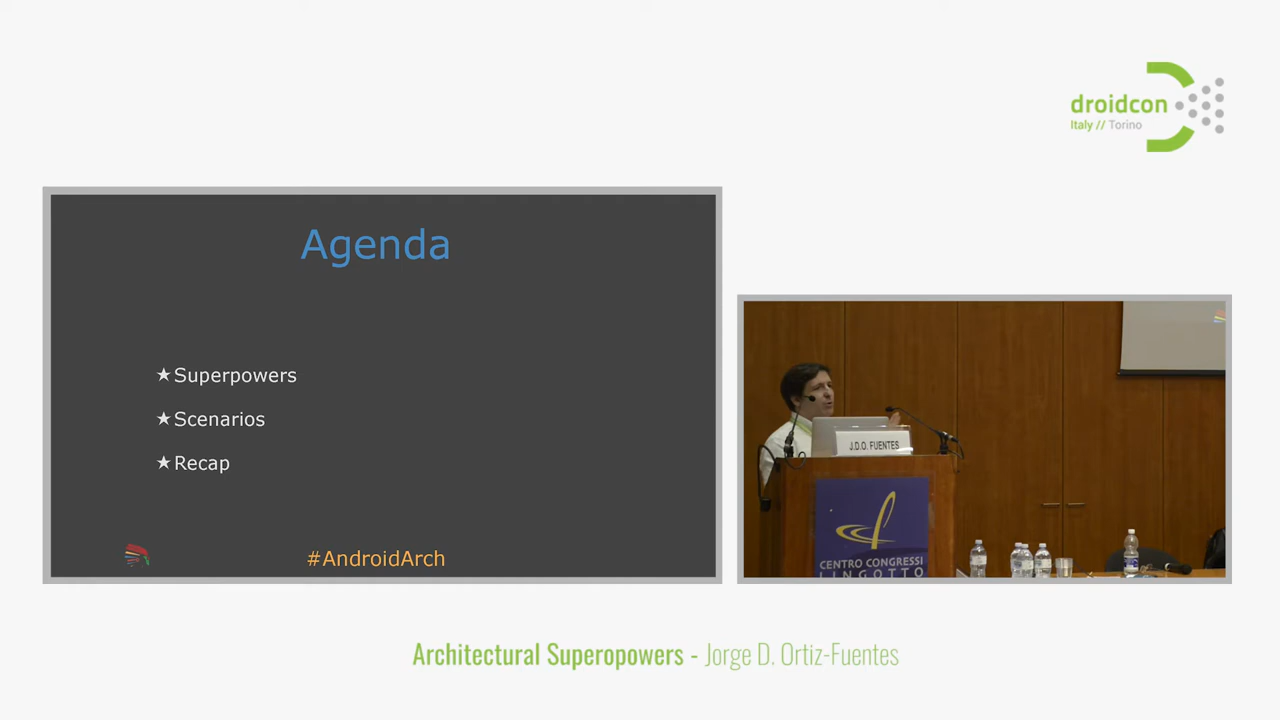 droidcon
Italy // Torino
Agenda
★Superpowers
★Scenarios
★Recap
#AndroidArch
J.D.O. FUENTES
CENTRO CONGRESSI
LINGOTTO
Architectural Superopowers - Jorge D. Ortiz-Fuentes